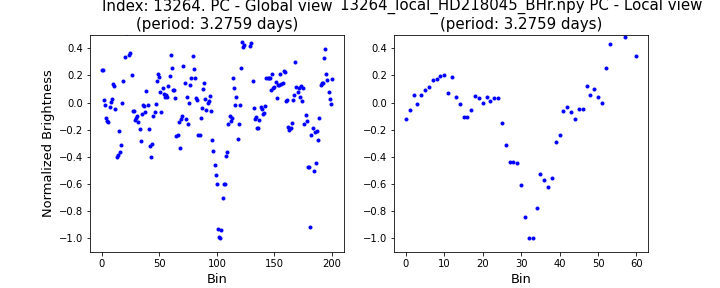 Index: 13264. PC - Global view
(period: 3.2759 days)
13264_local_HD218045_BHr.npy PC - Local view
(period: 3.2759 days)
Normalized Brightness
0.4
0.2
0.0
−0.2
−0.4
−0.6
−0.8
−1.0
0 50 100 150 200
Bin
0.4
0.2
0.0
−0.2
−0.4
−0.6
−0.8
−1.0
0 10 20 30 40 50 60
Bin